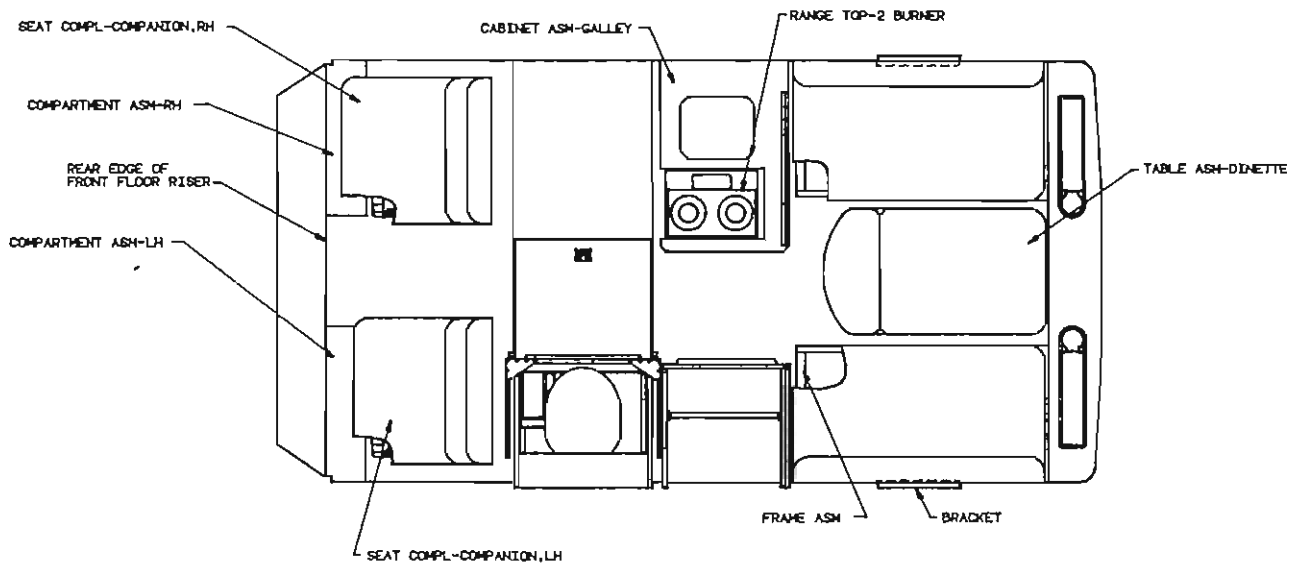 RANGE TOP-2 BURNER
SEAT COMPL-COMPANION,RH
CABINET ASM-GALLEY
COMPARTMENT ASM-RH
REAR EDGE OF
FRONT FLOOR RISER
TABLE ASM-DINETTE
COMPARTMENT ASM-LH
FRAME ASM
BRACKET
SEAT COMPL-COMPANION,LH